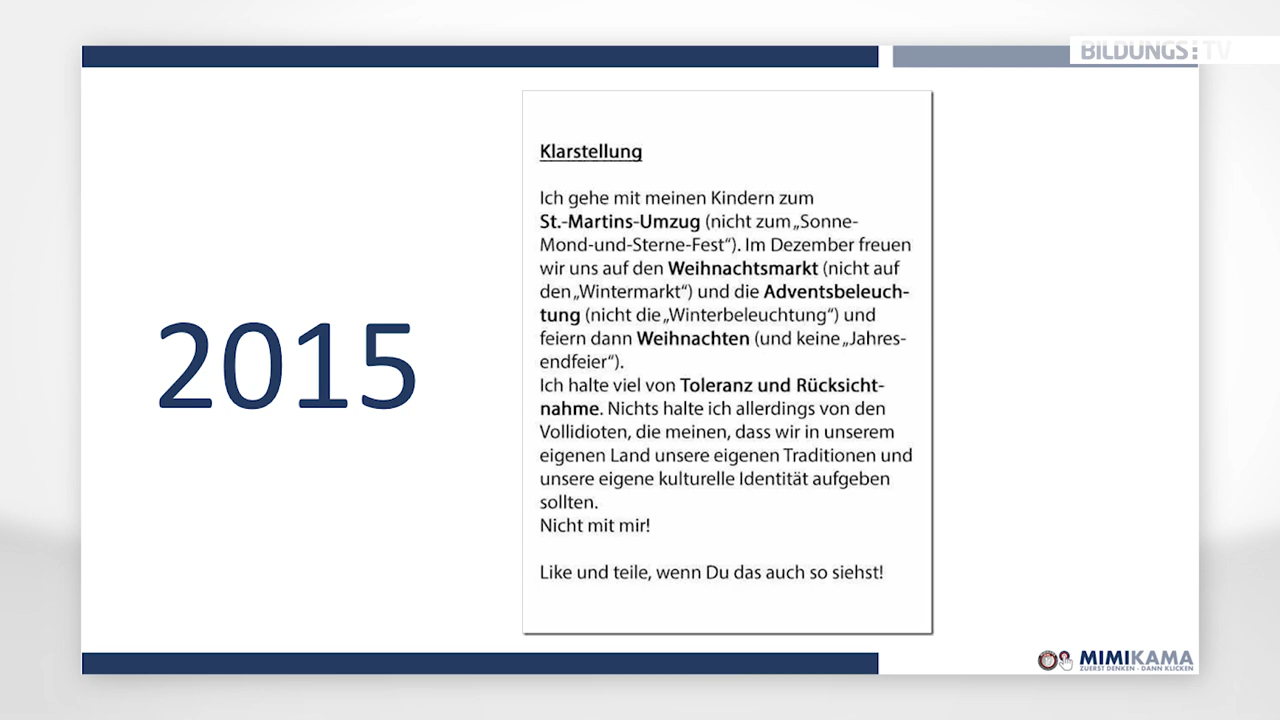 BILDUNGS:TV
2015
Klarstellung
Ich gehe mit meinen Kindern zum
St.-Martins-Umzug (nicht zum „Sonne-
Mond-und-Sterne-Fest“). Im Dezember freuen
wir uns auf den Weihnachtsmarkt (nicht auf
den „Wintermarkt“) und die Adventsbeleuch-
tung (nicht die „Winterbeleuchtung“) und
feiern dann Weihnachten (und keine „Jahres-
endfeier“).
Ich halte viel von Toleranz und Rücksicht-
nahme. Nichts halte ich allerdings von den
Vollidioten, die meinen, dass wir in unserem
eigenen Land unsere eigenen Traditionen und
unsere eigene kulturelle Identität aufgeben
sollten.
Nicht mit mir!
Like und teile, wenn Du das auch so siehst!
MIMIKAMA
ZUERST DENKEN - DANN KLICKEN